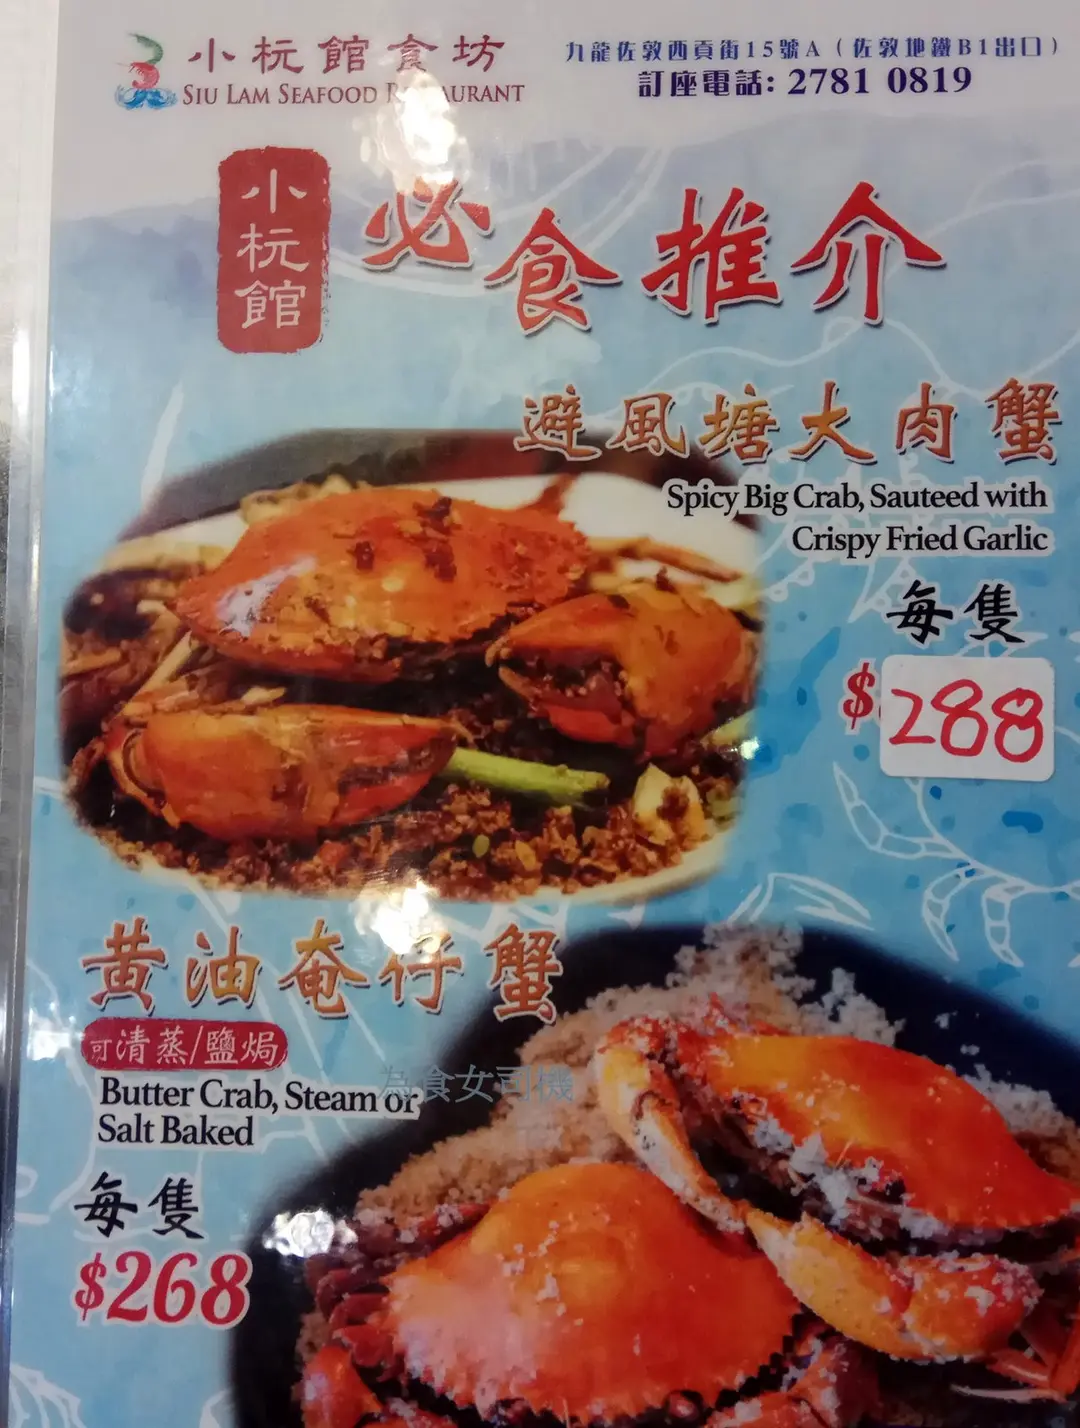 小杬館食坊
SIU LAM SEAFOOD RESTAURANT
九龍佐敦西貢街15號A（佐敦地鐵B1出口）
訂座電話：2781 0819
小杬館
必食推介
避風塘大肉蟹
Spicy Big Crab, Sauteed with
Crispy Fried Garlic
每隻
$288
黃油奄仔蟹
可清蒸/鹽焗
Butter Crab, Steam or
Salt Baked
每隻
$268
為食女司機